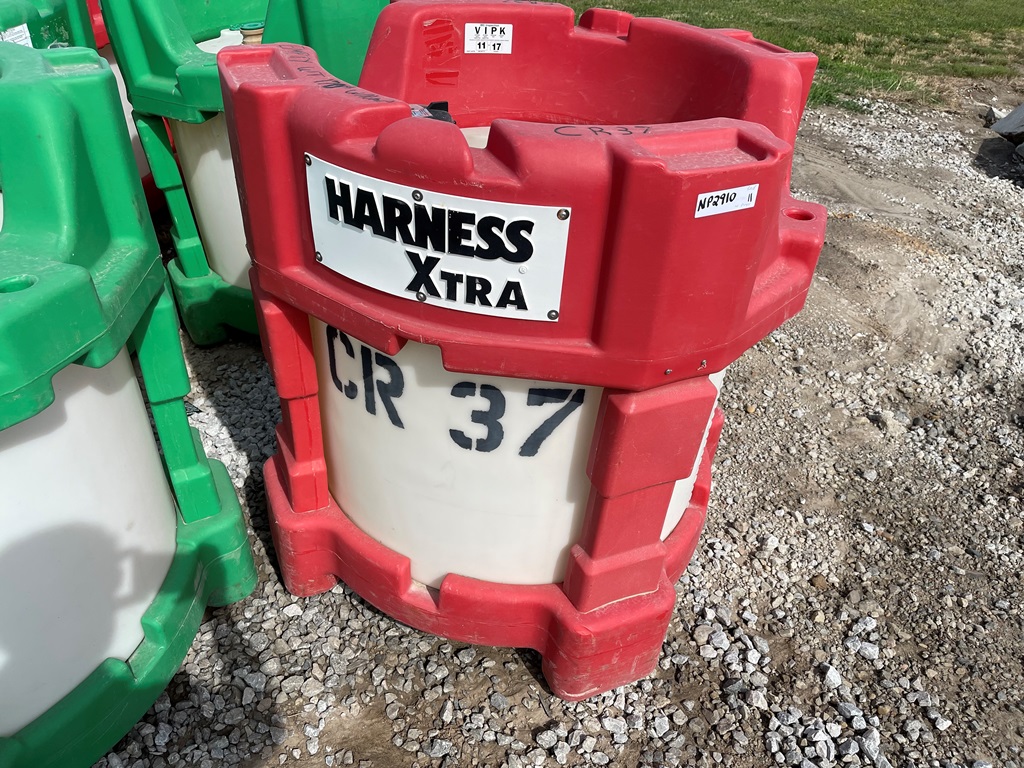 VIPK
11 17
CR37
HARNESS
XTRA
NP2910
11
CR 37